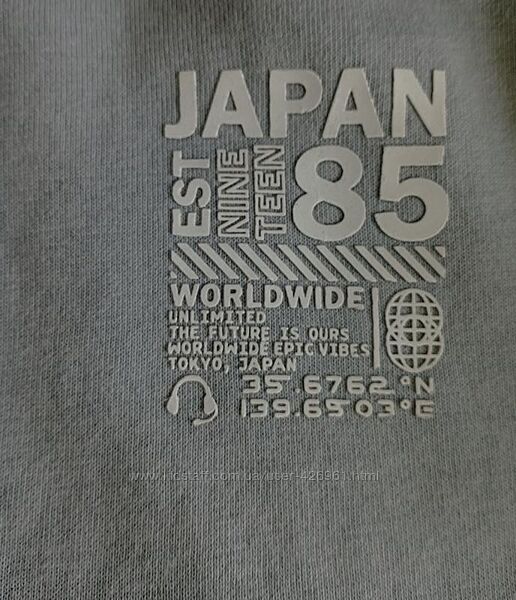 JAPAN
EST NINE TEEN 85
WORLDWIDE
UNLIMITED
THE FUTURE IS OURS
WORLDWIDE EPIC VIBES
TOKYO, JAPAN
35.6762 °N
139.6503°E